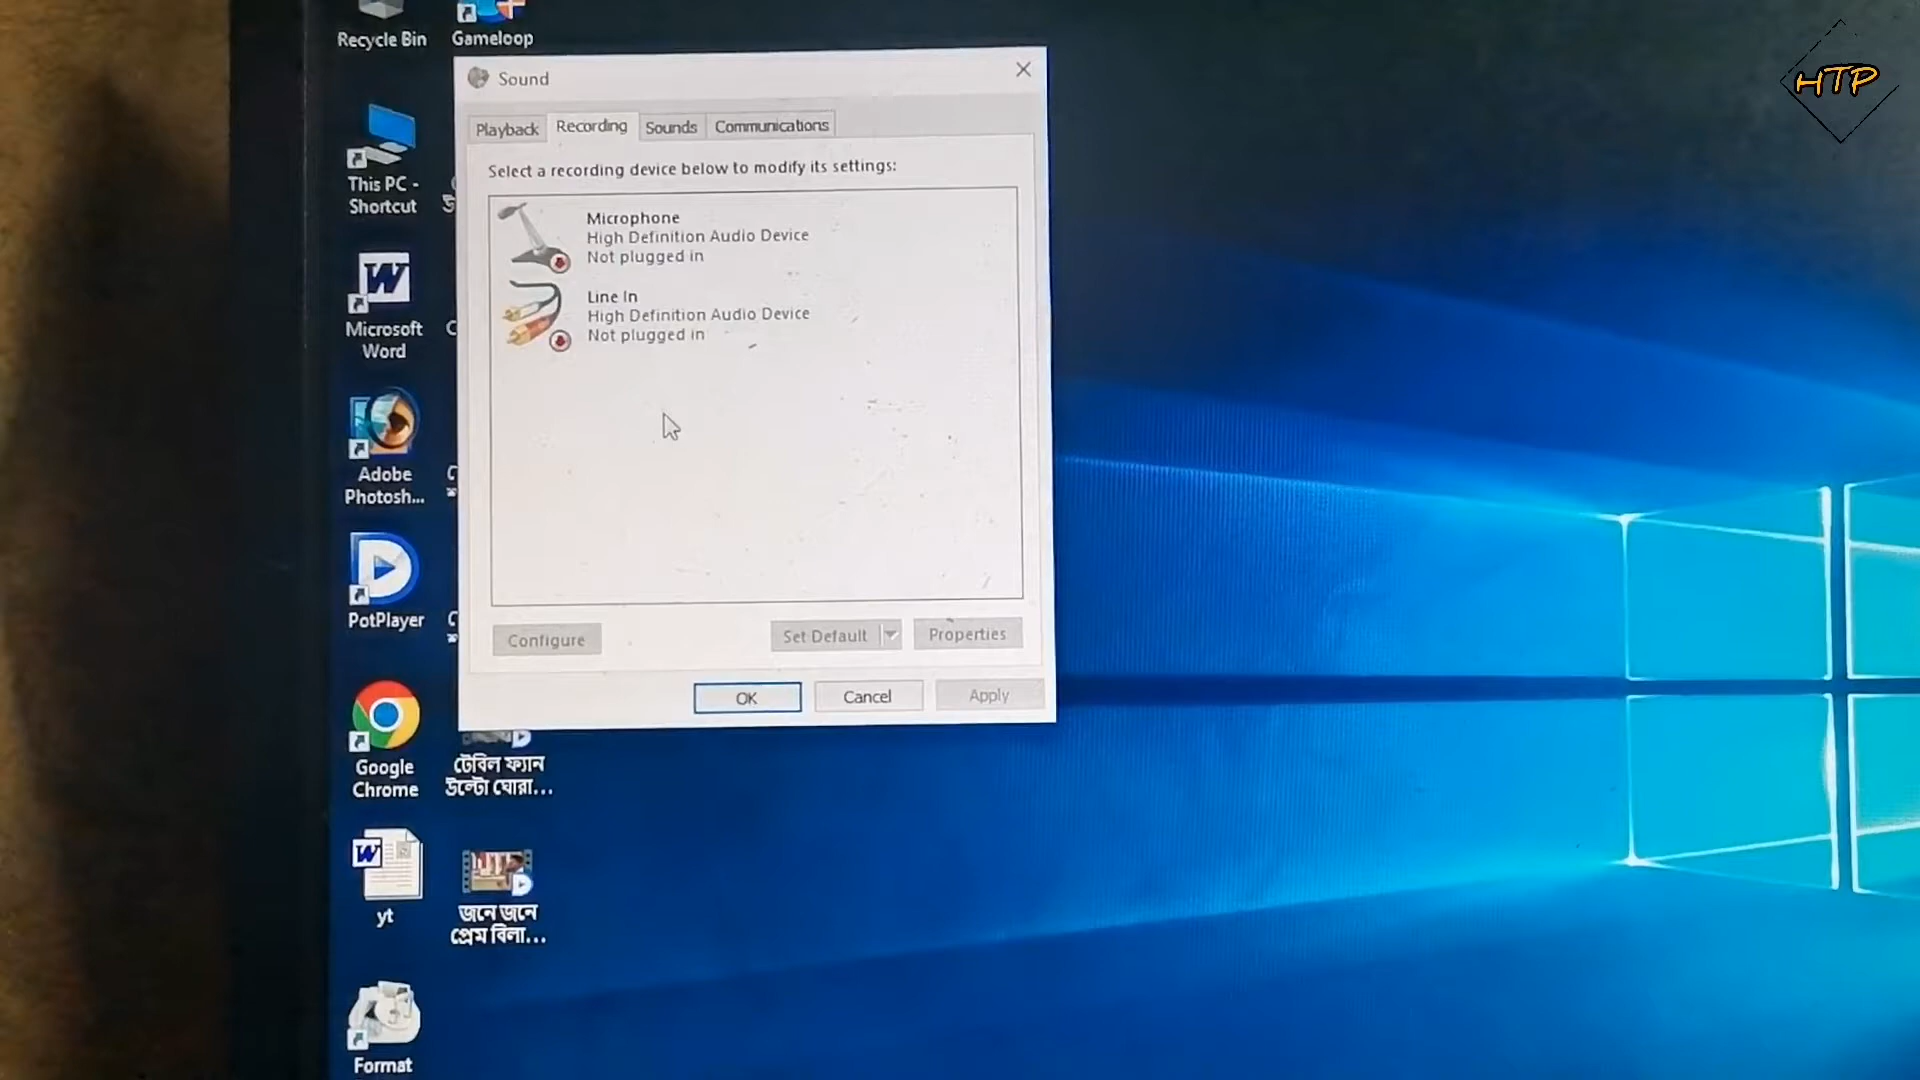 Recycle Bin
Gameloop
HTP
Sound
Playback
Recording
Sounds
Communications
Select a recording device below to modify its settings:
Microphone
High Definition Audio Device
Not plugged in
Line In
High Definition Audio Device
Not plugged in
Configure
Set Default
Properties
OK
Cancel
Apply
This PC -
Shortcut
Microsoft
Word
Adobe
Photosh...
PotPlayer
Google
Chrome
টেবিল ফ্যান
উল্টো ঘোরা...
yt
জনে জনে
প্রেম বিলা...
Format